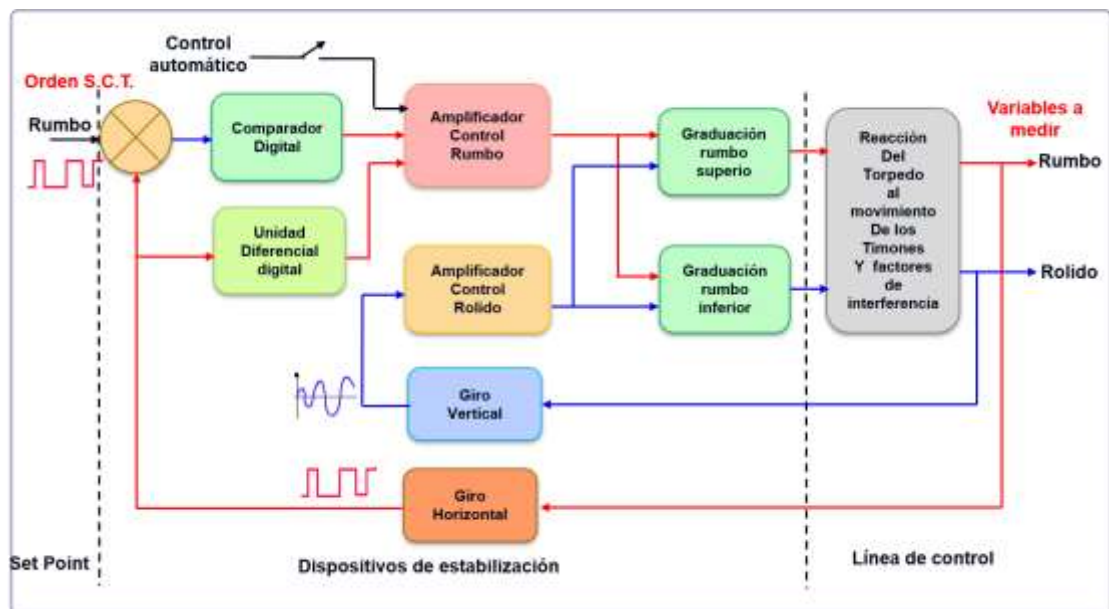 Control
automático
Orden S.C.T.
Rumbo
Comparador
Digital
Amplificador
Control
Rumbo
Graduación
rumbo
superio
Reacción
Del
Torpedo
al
movimiento
De los
Timones
Y factores
de
interferencia
Variables a
medir
Rumbo
Unidad
Diferencial
digital
Amplificador
Control
Rolido
Graduación
rumbo
inferior
Rolido
Giro
Vertical
Giro
Horizontal
Set Point
Dispositivos de estabilización
Línea de control